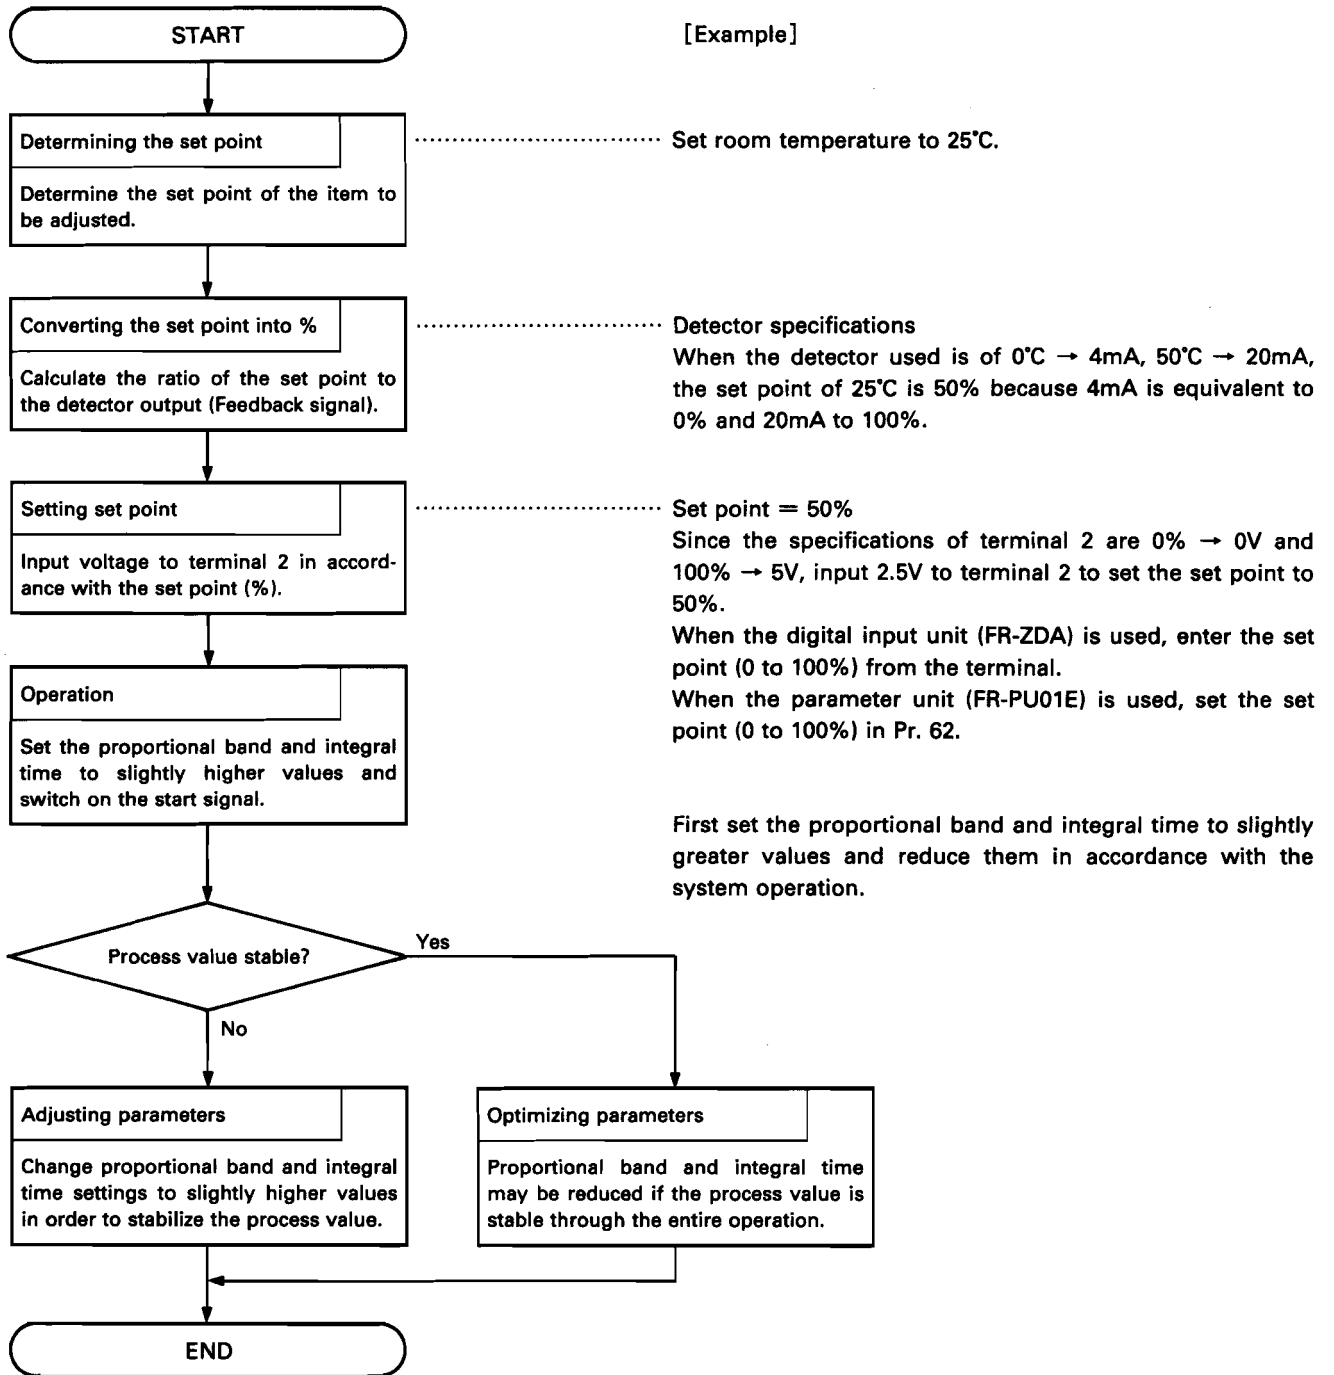 START
[Example]
Determining the set point
Determine the set point of the item to
be adjusted.
Set room temperature to 25°C.
Converting the set point into %
Calculate the ratio of the set point to
the detector output (Feedback signal).
Detector specifications
When the detector used is of 0°C → 4mA, 50°C → 20mA,
the set point of 25°C is 50% because 4mA is equivalent to
0% and 20mA to 100%.
Setting set point
Input voltage to terminal 2 in accord-
ance with the set point (%).
Set point = 50%
Since the specifications of terminal 2 are 0% → 0V and
100% → 5V, input 2.5V to terminal 2 to set the set point to
50%.
When the digital input unit (FR-ZDA) is used, enter the set
point (0 to 100%) from the terminal.
When the parameter unit (FR-PU01E) is used, set the set
point (0 to 100%) in Pr. 62.
Operation
Set the proportional band and integral
time to slightly higher values and
switch on the start signal.
First set the proportional band and integral time to slightly
greater values and reduce them in accordance with the
system operation.
Process value stable?
Yes
No
Adjusting parameters
Change proportional band and integral
time settings to slightly higher values
in order to stabilize the process value.
Optimizing parameters
Proportional band and integral time
may be reduced if the process value is
stable through the entire operation.
END